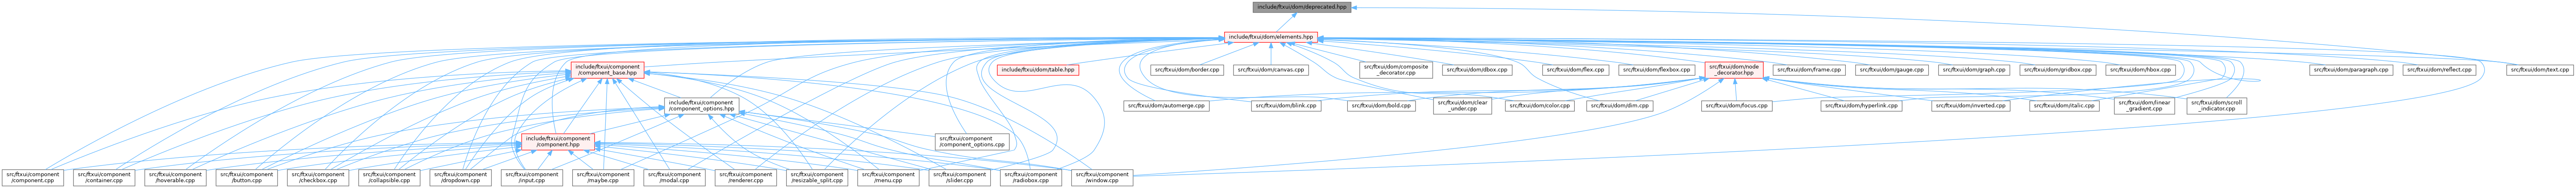 include/ftxui/dom/deprecated.hpp
include/ftxui/dom/elements.hpp
include/ftxui/component
/component_base.hpp
include/ftxui/dom/table.hpp
src/ftxui/dom/border.cpp
src/ftxui/dom/canvas.cpp
src/ftxui/dom/composite
_decorator.cpp
src/ftxui/dom/dbox.cpp
src/ftxui/dom/flex.cpp
src/ftxui/dom/flexbox.cpp
src/ftxui/dom/node
_decorator.hpp
src/ftxui/dom/frame.cpp
src/ftxui/dom/gauge.cpp
src/ftxui/dom/graph.cpp
src/ftxui/dom/gridbox.cpp
src/ftxui/dom/hbox.cpp
src/ftxui/dom/paragraph.cpp
src/ftxui/dom/reflect.cpp
src/ftxui/dom/text.cpp
include/ftxui/component
/component_options.hpp
src/ftxui/dom/automerge.cpp
src/ftxui/dom/blink.cpp
src/ftxui/dom/bold.cpp
src/ftxui/dom/clear
_under.cpp
src/ftxui/dom/color.cpp
src/ftxui/dom/dim.cpp
src/ftxui/dom/focus.cpp
src/ftxui/dom/hyperlink.cpp
src/ftxui/dom/inverted.cpp
src/ftxui/dom/italic.cpp
src/ftxui/dom/linear
_gradient.cpp
src/ftxui/dom/scroll
_indicator.cpp
include/ftxui/component
/component.hpp
src/ftxui/component
/component_options.cpp
src/ftxui/component
/component.cpp
src/ftxui/component
/container.cpp
src/ftxui/component
/hoverable.cpp
src/ftxui/component
/button.cpp
src/ftxui/component
/checkbox.cpp
src/ftxui/component
/collapsible.cpp
src/ftxui/component
/dropdown.cpp
src/ftxui/component
/input.cpp
src/ftxui/component
/maybe.cpp
src/ftxui/component
/modal.cpp
src/ftxui/component
/renderer.cpp
src/ftxui/component
/resizable_split.cpp
src/ftxui/component
/menu.cpp
src/ftxui/component
/slider.cpp
src/ftxui/component
/radiobox.cpp
src/ftxui/component
/window.cpp